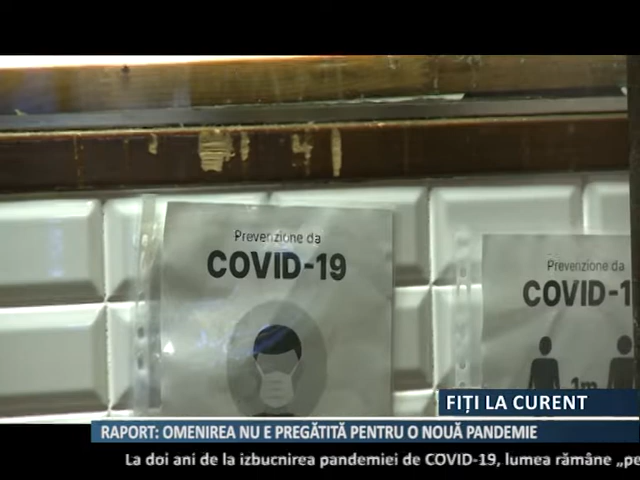 Prevenzione da
COVID-19
Prevenzione da
COVID-1
1m
FIȚI LA CURENT
RAPORT: OMENIREA NU E PREGĂTITĂ PENTRU O NOUĂ PANDEMIE
La doi ani de la izbucnirea pandemiei de COVID-19, lumea rămâne „pe